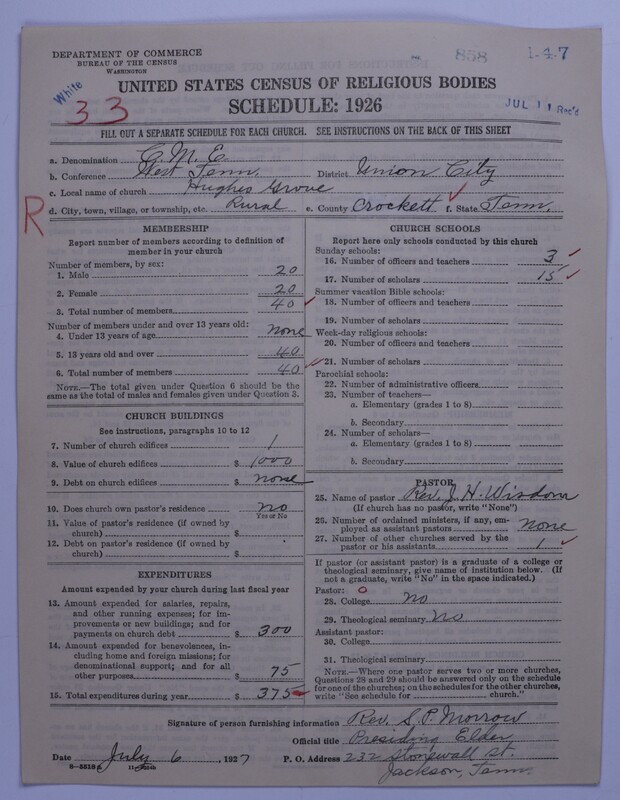 DEPARTMENT OF COMMERCE
BUREAU OF THE CENSUS
WASHINGTON
858
1-4-7
White
33
UNITED STATES CENSUS OF RELIGIOUS BODIES
SCHEDULE: 1926
JUL 11 Rec'd
FILL OUT A SEPARATE SCHEDULE FOR EACH CHURCH. SEE INSTRUCTIONS ON THE BACK OF THIS SHEET
a. Denomination C. M. E.
b. Conference West Tenn. District Union City
c. Local name of church Hughes Grove
R
d. City, town, village, or township, etc. Rural e. County Crockett f. State Tenn.
MEMBERSHIP
Report number of members according to definition of
member in your church
Number of members, by sex:
1. Male 20
2. Female 20
3. Total number of members 40
Number of members under and over 13 years old:
4. Under 13 years of age none
5. 13 years old and over 40
6. Total number of members 40
NOTE.—The total given under Question 6 should be
the same as the total of males and females given under Question 3.
CHURCH BUILDINGS
See instructions, paragraphs 10 to 12
7. Number of church edifices 1
8. Value of church edifices $ 1000
9. Debt on church edifices $ none
10. Does church own pastor's residence no
Yes or No
11. Value of pastor's residence (if owned by
church) $
12. Debt on pastor's residence (if owned by
church) $
EXPENDITURES
Amount expended by your church during last fiscal year
13. Amount expended for salaries, repairs,
and other running expenses; for im-
provements or new buildings; and for
payments on church debt $ 300
14. Amount expended for benevolences, in-
cluding home and foreign missions; for
denominational support; and for all
other purposes 75
15. Total expenditures during year $ 375
CHURCH SCHOOLS
Report here only schools conducted by this church
Sunday schools:
16. Number of officers and teachers 3
17. Number of scholars 15
Summer vacation Bible schools:
18. Number of officers and teachers
19. Number of scholars
Week-day religious schools:
20. Number of officers and teachers
21. Number of scholars
Parochial schools:
22. Number of administrative officers
23. Number of teachers—
a. Elementary (grades 1 to 8)
b. Secondary
24. Number of scholars—
a. Elementary (grades 1 to 8)
b. Secondary
PASTOR
25. Name of pastor Rev. J. H. Wisdom
(If church has no pastor, write "None")
26. Number of ordained ministers, if any, em-
ployed as assistant pastors none
27. Number of other churches served by the
pastor or his assistants 1
If pastor (or assistant pastor) is a graduate of a college or
theological seminary, give name of institution below. (If
not a graduate, write "No" in the space indicated.)
Pastor: 0
28. College no
29. Theological seminary no
Assistant pastor:
30. College
31. Theological seminary
NOTE.—Where one pastor serves two or more churches,
Questions 28 and 29 should be answered only on the schedule
for one of the churches; on the schedules for the other churches,
write "See schedule for church."
Signature of person furnishing information Rev. S. P. Morrow
Official title Presiding Elder
Date July 6, 1927 P. O. Address 232 Stonewall St.
Jackson, Tenn.